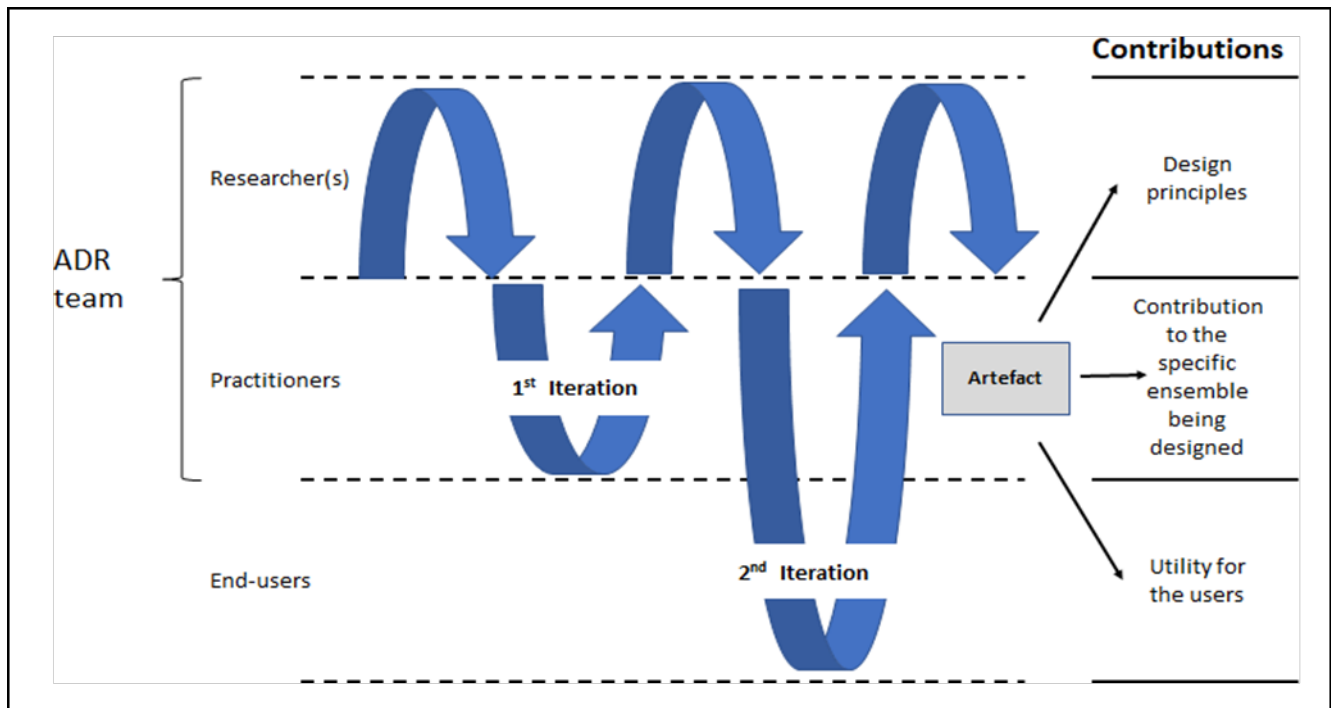 Contributions
Researcher(s)
Design
principles
ADR
team
Practitioners
1st Iteration
Artefact
Contribution
to the
specific
ensemble
being
designed
End-users
2nd Iteration
Utility for
the users